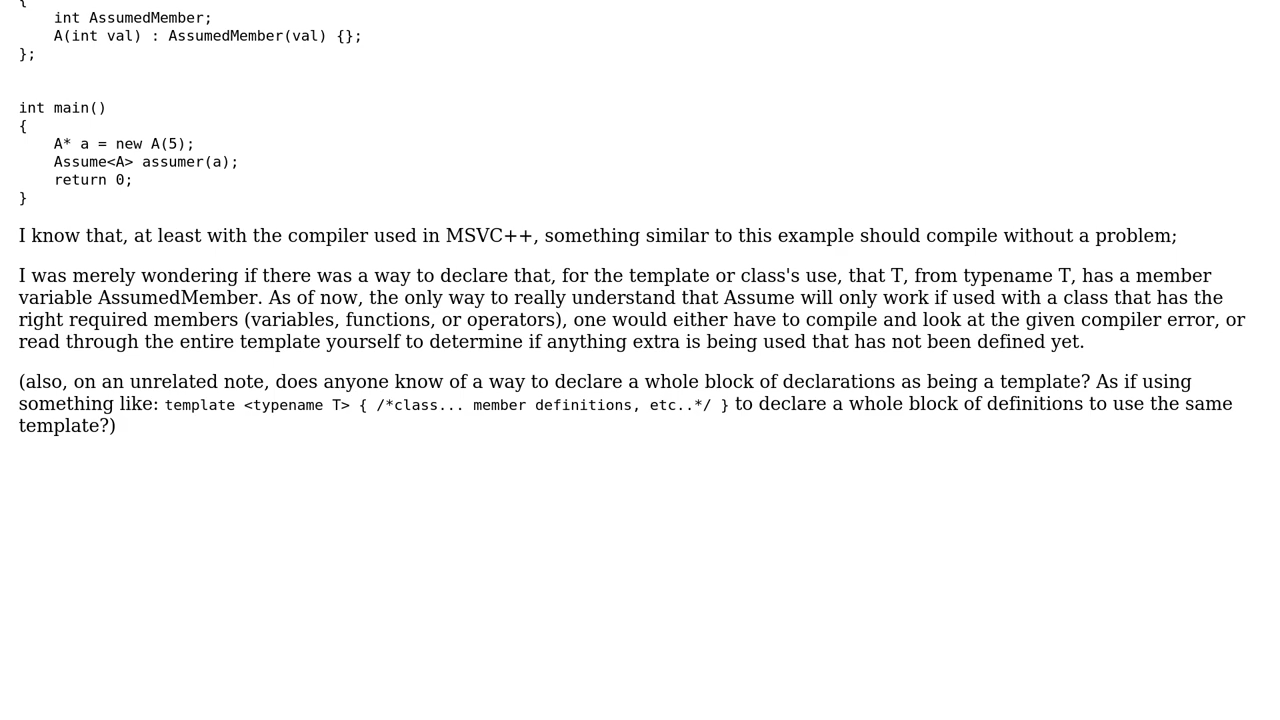 {
    int AssumedMember;
    A(int val) : AssumedMember(val) {};
};
int main()
{
    A* a = new A(5);
    Assume<A> assumer(a);
    return 0;
}
I know that, at least with the compiler used in MSVC++, something similar to this example should compile without a problem;
I was merely wondering if there was a way to declare that, for the template or class's use, that T, from typename T, has a member
variable AssumedMember. As of now, the only way to really understand that Assume will only work if used with a class that has the
right required members (variables, functions, or operators), one would either have to compile and look at the given compiler error, or
read through the entire template yourself to determine if anything extra is being used that has not been defined yet.
(also, on an unrelated note, does anyone know of a way to declare a whole block of declarations as being a template? As if using
something like: template <typename T> { /*class... member definitions, etc..*/ } to declare a whole block of definitions to use the same
template?)